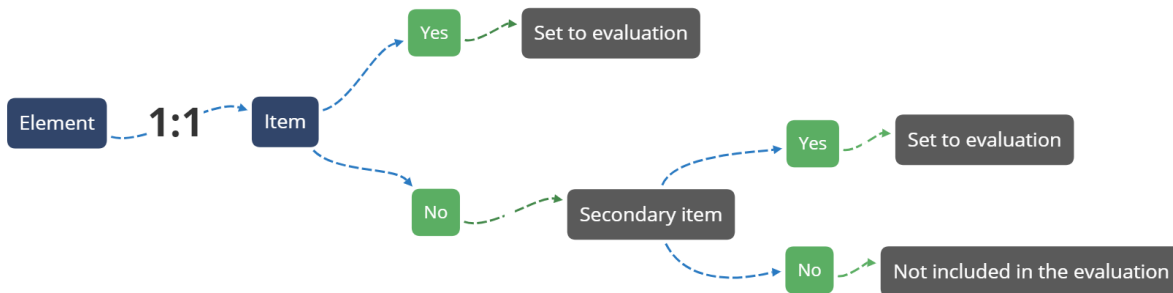 Yes
Set to evaluation
Element
1:1
Item
Yes
Set to evaluation
No
Secondary item
No
Not included in the evaluation